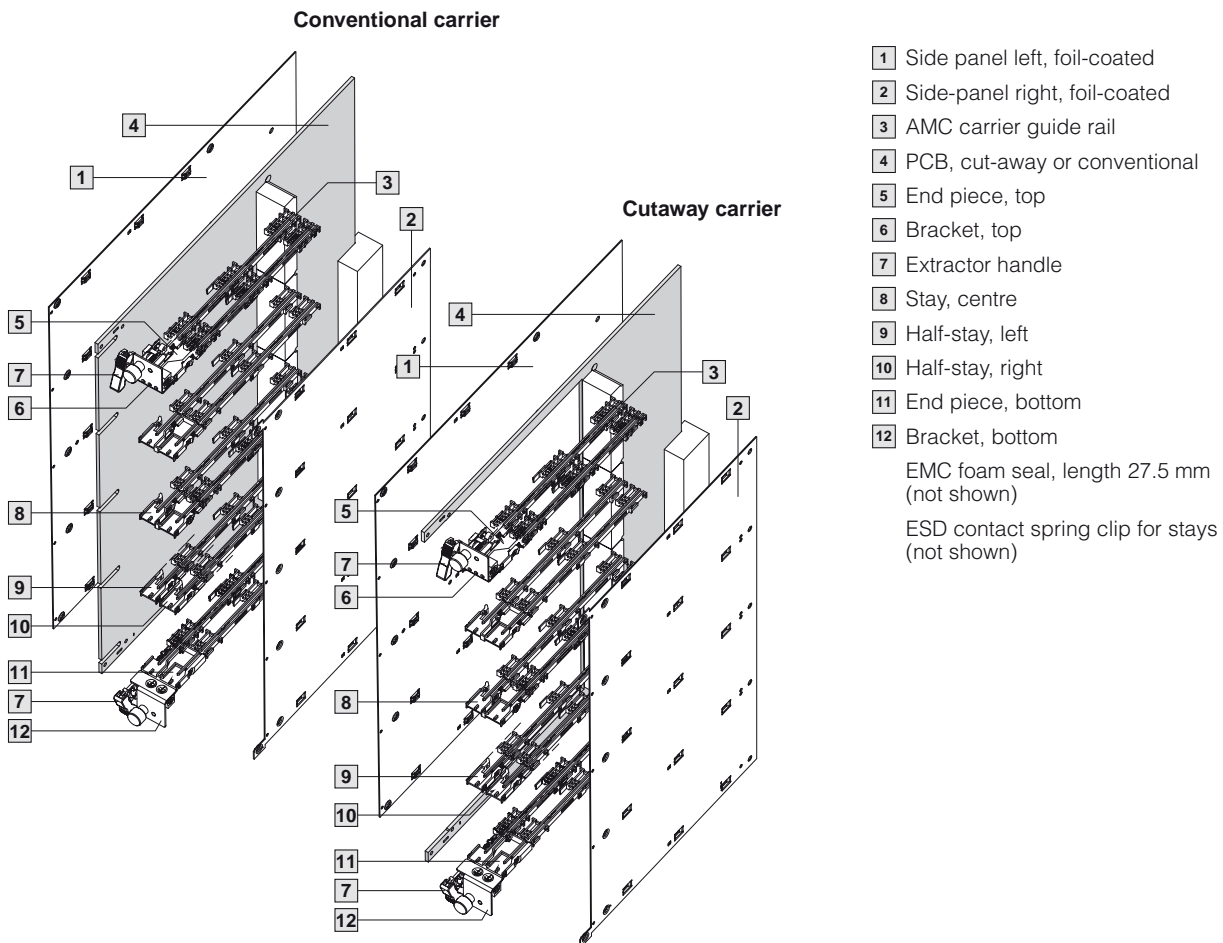 Conventional carrier
4
1
3
2
5
7
6
8
9
10
11
7
12
Cutaway carrier
4
1
3
2
5
7
6
8
9
10
11
7
12
1 Side panel left, foil-coated
2 Side-panel right, foil-coated
3 AMC carrier guide rail
4 PCB, cut-away or conventional
5 End piece, top
6 Bracket, top
7 Extractor handle
8 Stay, centre
9 Half-stay, left
10 Half-stay, right
11 End piece, bottom
12 Bracket, bottom
EMC foam seal, length 27.5 mm
(not shown)
ESD contact spring clip for stays
(not shown)